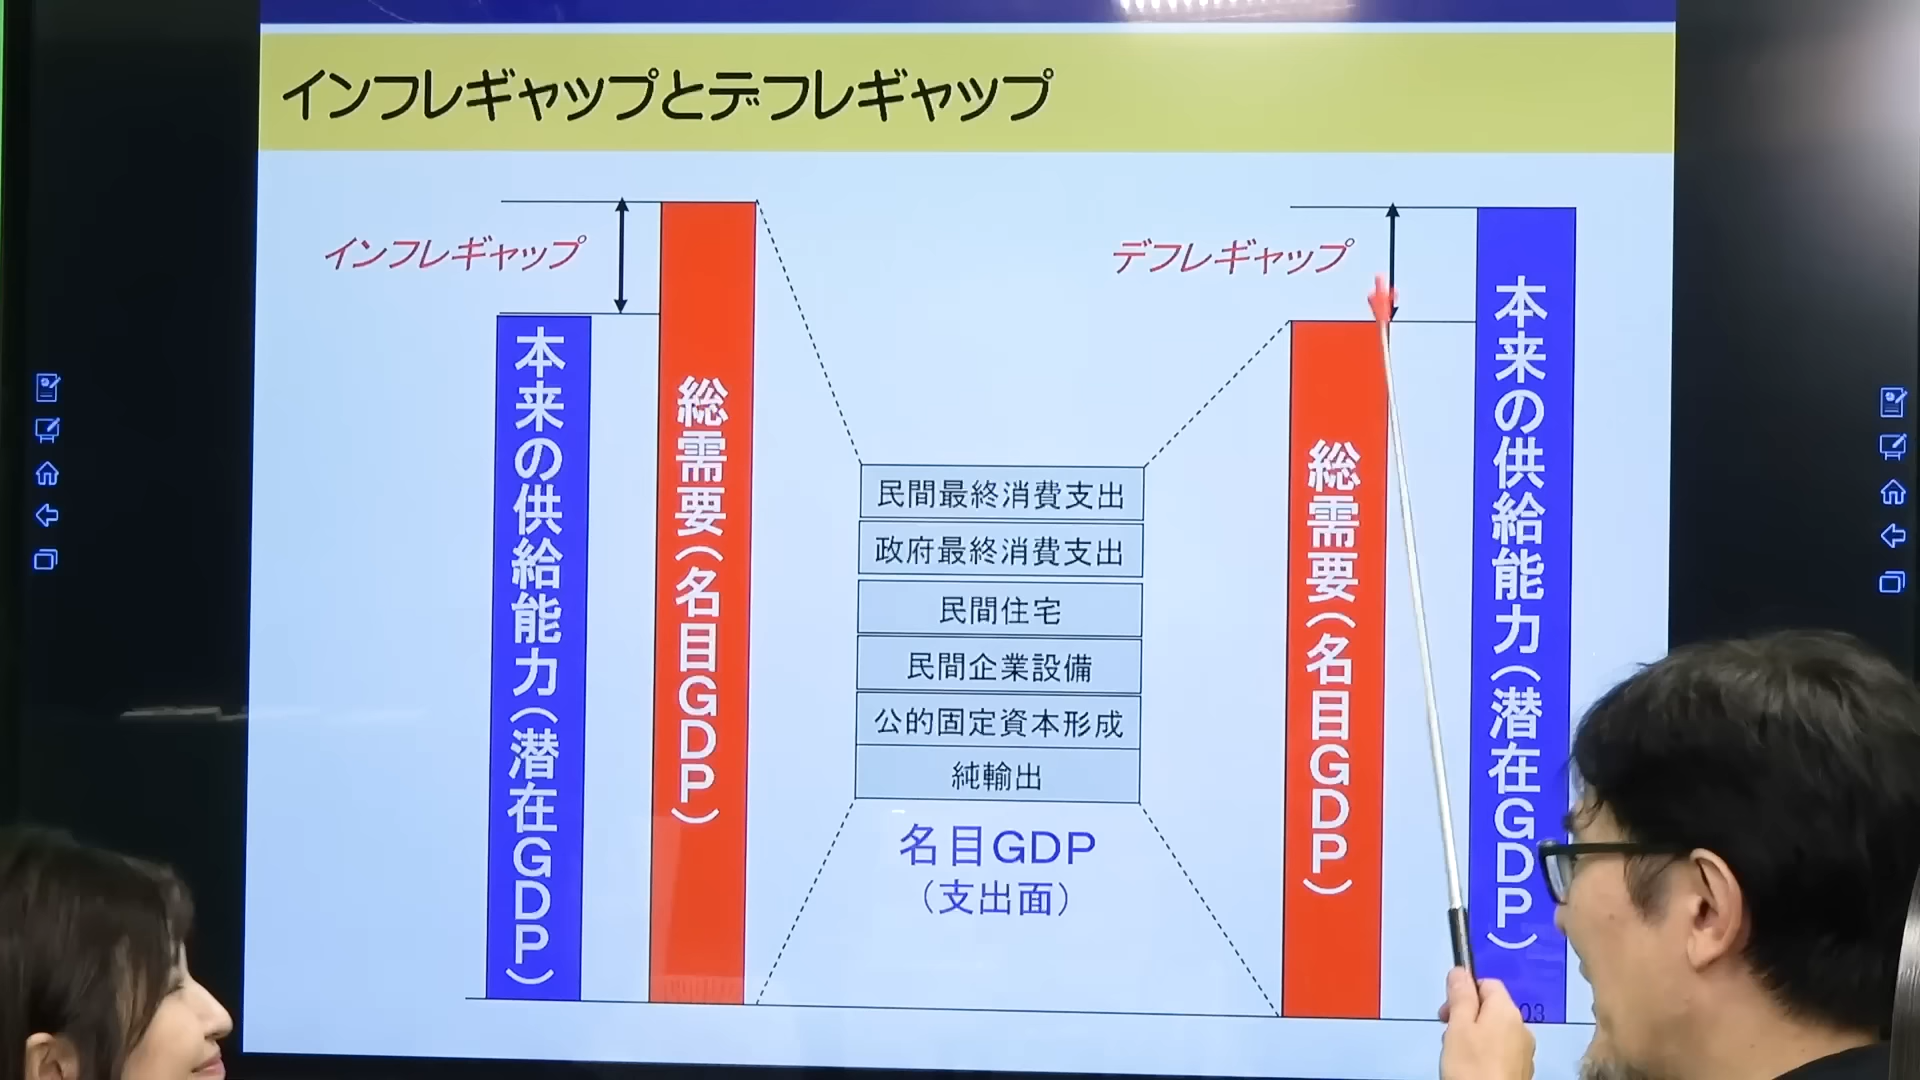 インフレギャップとデフレギャップ
インフレギャップ
本来の供給能力(潜在GDP)
総需要(名目GDP)
民間最終消費支出
政府最終消費支出
民間住宅
民間企業設備
公的固定資本形成
純輸出
名目GDP
(支出面)
デフレギャップ
総需要(名目GDP)
本来の供給能力(潜在GDP)
03